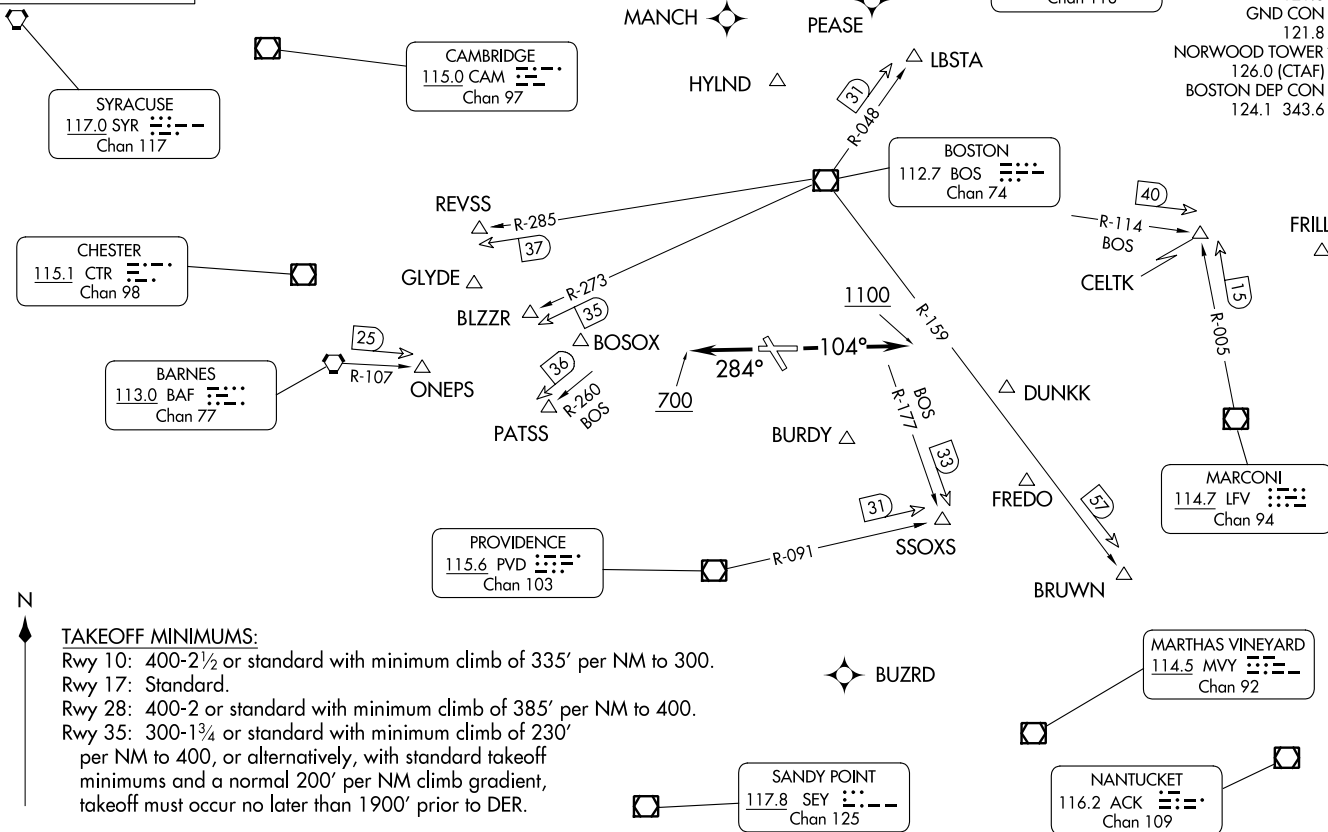 MANCH
PEASE
GND CON
121.8
NORWOOD TOWER
126.0 (CTAF)
BOSTON DEP CON
124.1 343.6
SYRACUSE
117.0 SYR
Chan 117
CAMBRIDGE
115.0 CAM
Chan 97
HYLND
LBSTA
31
R-048
BOSTON
112.7 BOS
Chan 74
40
R-114
BOS
FRILL
CELTK
15
R-005
REVSS
R-285
37
CHESTER
115.1 CTR
Chan 98
GLYDE
R-273
BLZZR
35
BOSOX
1100
R-159
104°
284°
25
R-107
ONEPS
BARNES
113.0 BAF
Chan 77
36
R-260
BOS
PATSS
700
BOS
R-177
33
DUNKK
BURDY
FREDO
57
MARCONI
114.7 LFV
Chan 94
31
SSOXS
R-091
PROVIDENCE
115.6 PVD
Chan 103
BRUWN
N
TAKEOFF MINIMUMS:
Rwy 10: 400-2½ or standard with minimum climb of 335' per NM to 300.
Rwy 17: Standard.
Rwy 28: 400-2 or standard with minimum climb of 385' per NM to 400.
Rwy 35: 300-1¾ or standard with minimum climb of 230'
per NM to 400, or alternatively, with standard takeoff
minimums and a normal 200' per NM climb gradient,
takeoff must occur no later than 1900' prior to DER.
BUZRD
MARTHAS VINEYARD
114.5 MVY
Chan 92
SANDY POINT
117.8 SEY
Chan 125
NANTUCKET
116.2 ACK
Chan 109